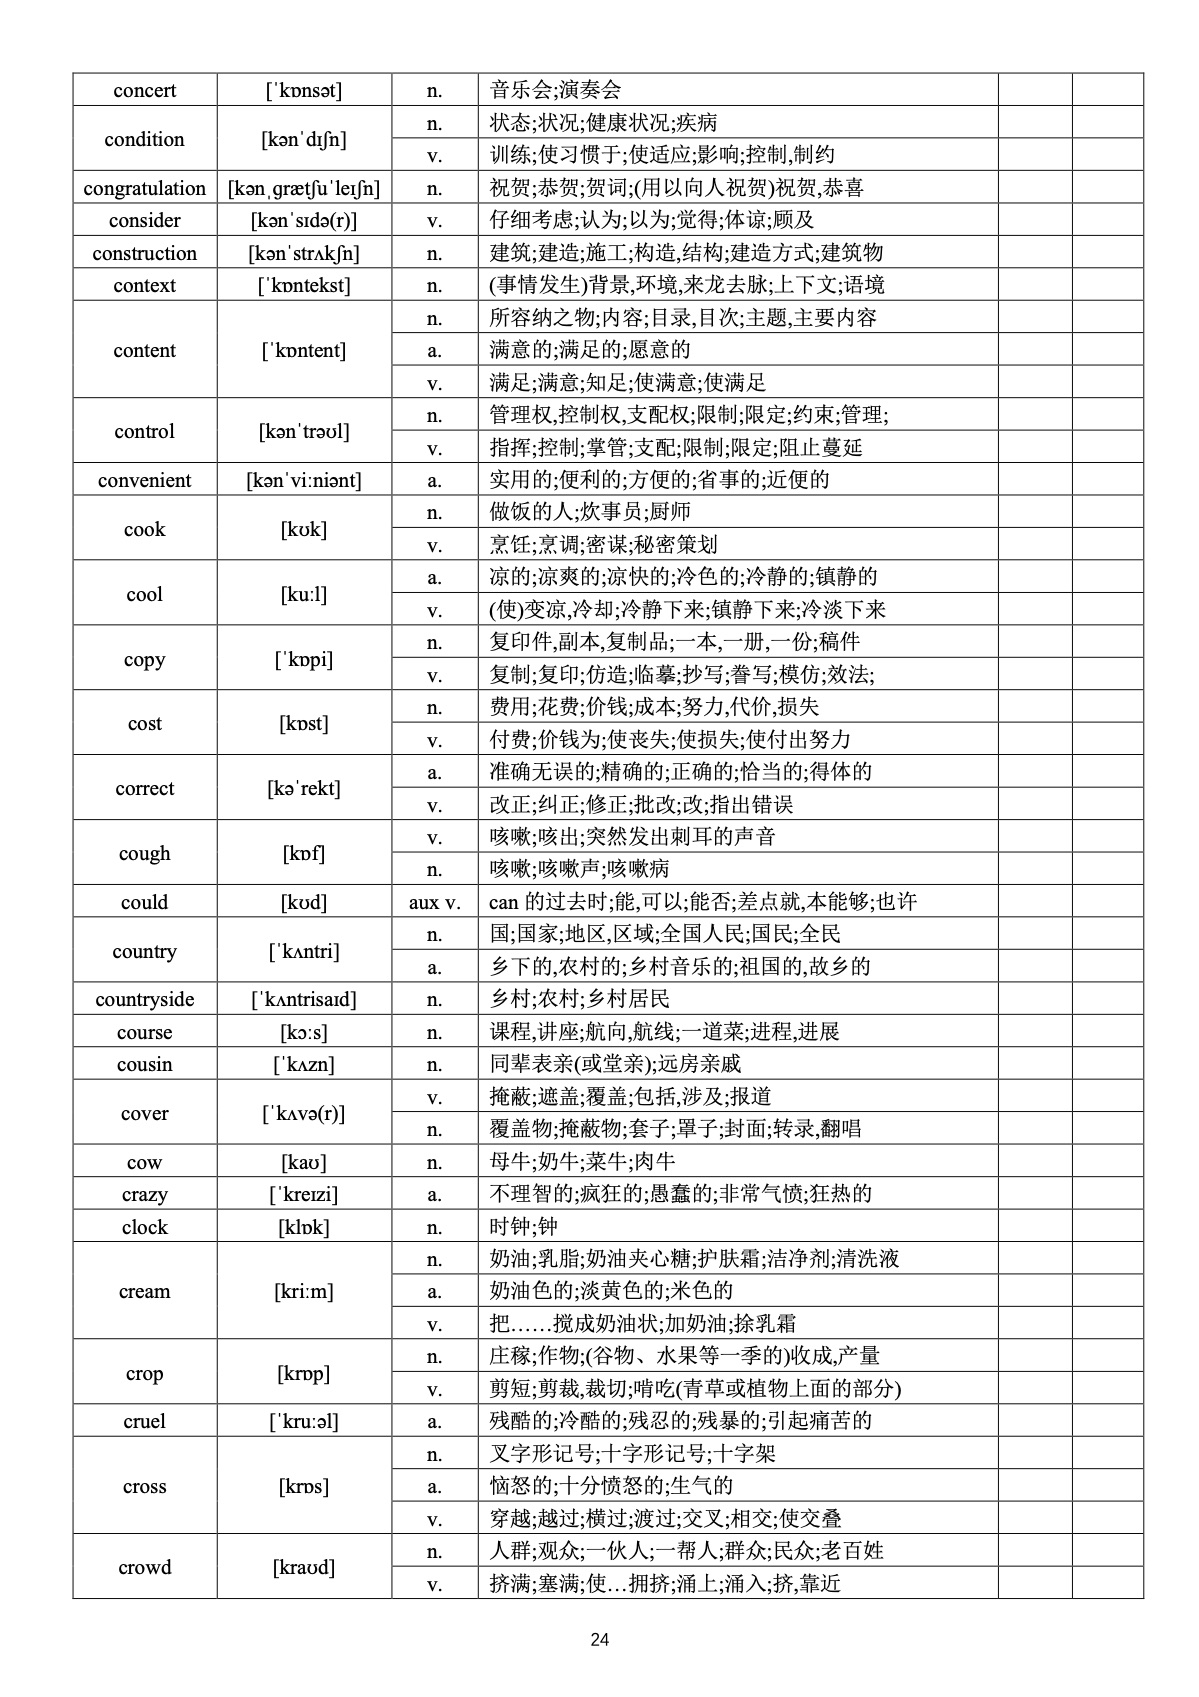 concert [ˈkɒnsət] n. 音乐会;演奏会
condition [kənˈdɪʃn] n. 状态;状况;健康状况;疾病
v. 训练;使习惯于;使适应;影响;控制,制约
congratulation [kənˌɡrætʃuˈleɪʃn] n. 祝贺;恭贺;贺词;(用以向人祝贺)祝贺,恭喜
consider [kənˈsɪdə(r)] v. 仔细考虑;认为;以为;觉得;体谅;顾及
construction [kənˈstrʌkʃn] n. 建筑;建造;施工;构造,结构;建造方式;建筑物
context [ˈkɒntekst] n. (事情发生)背景,环境,来龙去脉;上下文;语境
content [ˈkɒntent] n. 所容纳之物;内容;目录,目次;主题,主要内容
a. 满意的;满足的;愿意的
v. 满足;满意;知足;使满意;使满足
control [kənˈtrəʊl] n. 管理权,控制权,支配权;限制;限定;约束;管理;
v. 指挥;控制;掌管;支配;限制;限定;阻止蔓延
convenient [kənˈviːniənt] a. 实用的;便利的;方便的;省事的;近便的
cook [kʊk] n. 做饭的人;炊事员;厨师
v. 烹饪;烹调;密谋;秘密策划
cool [kuːl] a. 凉的;凉爽的;凉快的;冷色的;冷静的;镇静的
v. (使)变凉,冷却;冷静下来;镇静下来;冷淡下来
copy [ˈkɒpi] n. 复印件,副本,复制品;一本,一册,一份;稿件
v. 复制;复印;仿造;临摹;抄写;誊写;模仿;效法;
cost [kɒst] n. 费用;花费;价钱;成本;努力,代价,损失
v. 付费;价钱为;使丧失;使损失;使付出努力
correct [kəˈrekt] a. 准确无误的;精确的;正确的;恰当的;得体的
v. 改正;纠正;修正;批改;改;指出错误
cough [kɒf] v. 咳嗽;咳出;突然发出刺耳的声音
n. 咳嗽;咳嗽声;咳嗽病
could [kʊd] aux v. can 的过去时;能,可以;能否;差点就,本能够;也许
country [ˈkʌntri] n. 国;国家;地区,区域;全国人民;国民;全民
a. 乡下的,农村的;乡村音乐的;祖国的,故乡的
countryside [ˈkʌntrisaɪd] n. 乡村;农村;乡村居民
course [kɔːs] n. 课程,讲座;航向,航线;一道菜;进程,进展
cousin [ˈkʌzn] n. 同辈表亲(或堂亲);远房亲戚
cover [ˈkʌvə(r)] v. 掩蔽;遮盖;覆盖;包括,涉及;报道
n. 覆盖物;掩蔽物;套子;罩子;封面;转录,翻唱
cow [kaʊ] n. 母牛;奶牛;菜牛;肉牛
crazy [ˈkreɪzi] a. 不理智的;疯狂的;愚蠢的;非常气愤;狂热的
clock [klɒk] n. 时钟;钟
cream [kriːm] n. 奶油;乳脂;奶油夹心糖;护肤霜;洁净剂;清洗液
a. 奶油色的;淡黄色的;米色的
v. 把……搅成奶油状;加奶油;捺乳霜
crop [krɒp] n. 庄稼;作物;(谷物、水果等一季的)收成,产量
v. 剪短;剪裁,裁切;啃吃(青草或植物上面的部分)
cruel [ˈkruːəl] a. 残酷的;冷酷的;残忍的;残暴的;引起痛苦的
cross [krɒs] n. 叉字形记号;十字形记号;十字架
a. 恼怒的;十分愤怒的;生气的
v. 穿越;越过;横过;渡过;交叉;相交;使交叠
crowd [kraʊd] n. 人群;观众;一伙人;一帮人;群众;民众;老百姓
v. 挤满;塞满;使…拥挤;涌上;涌入;挤,靠近
24